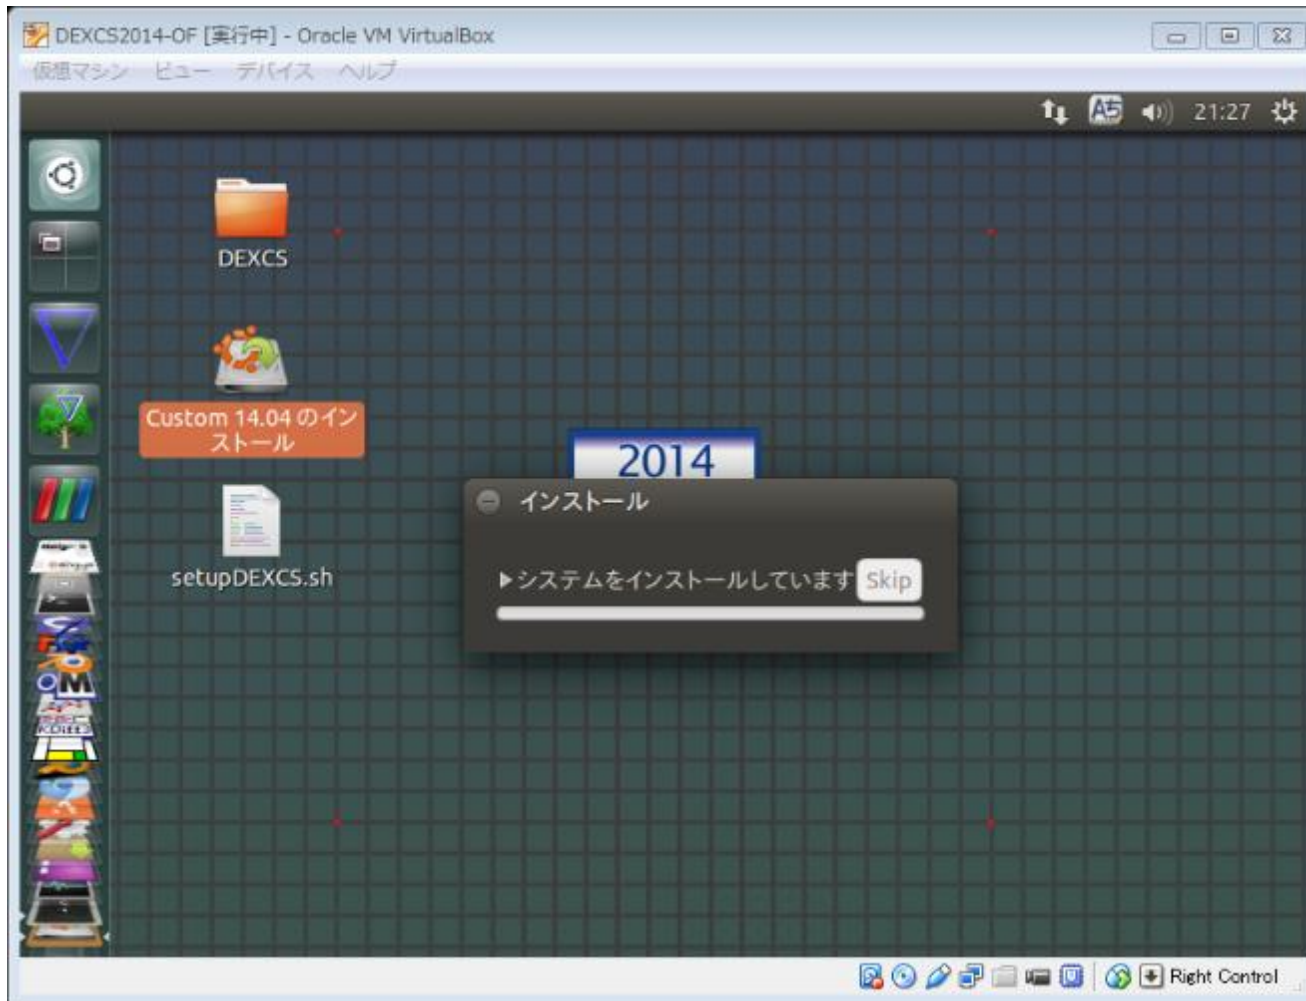 DEXCS2014-OF [実行中] - Oracle VM VirtualBox
仮想マシン ビュー デバイス ヘルプ
21:27
DEXCS
Custom 14.04 のイン
ストール
setupDEXCS.sh
2014
インストール
システムをインストールしています Skip
Right Control